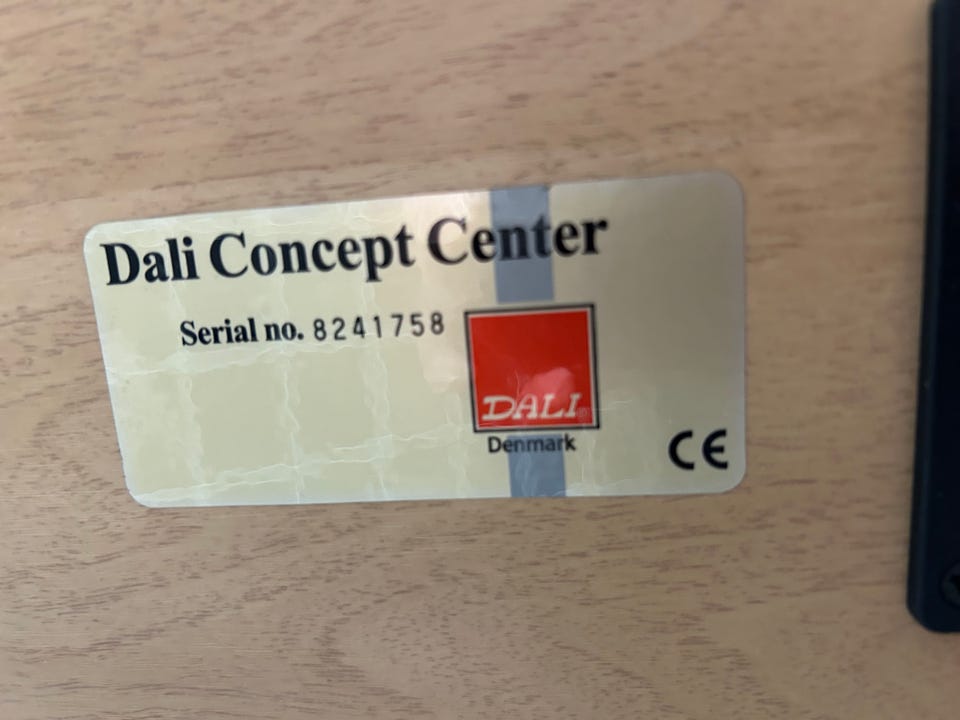 Dali Concept Center
Serial no. 8241758
DALI
Denmark
CE